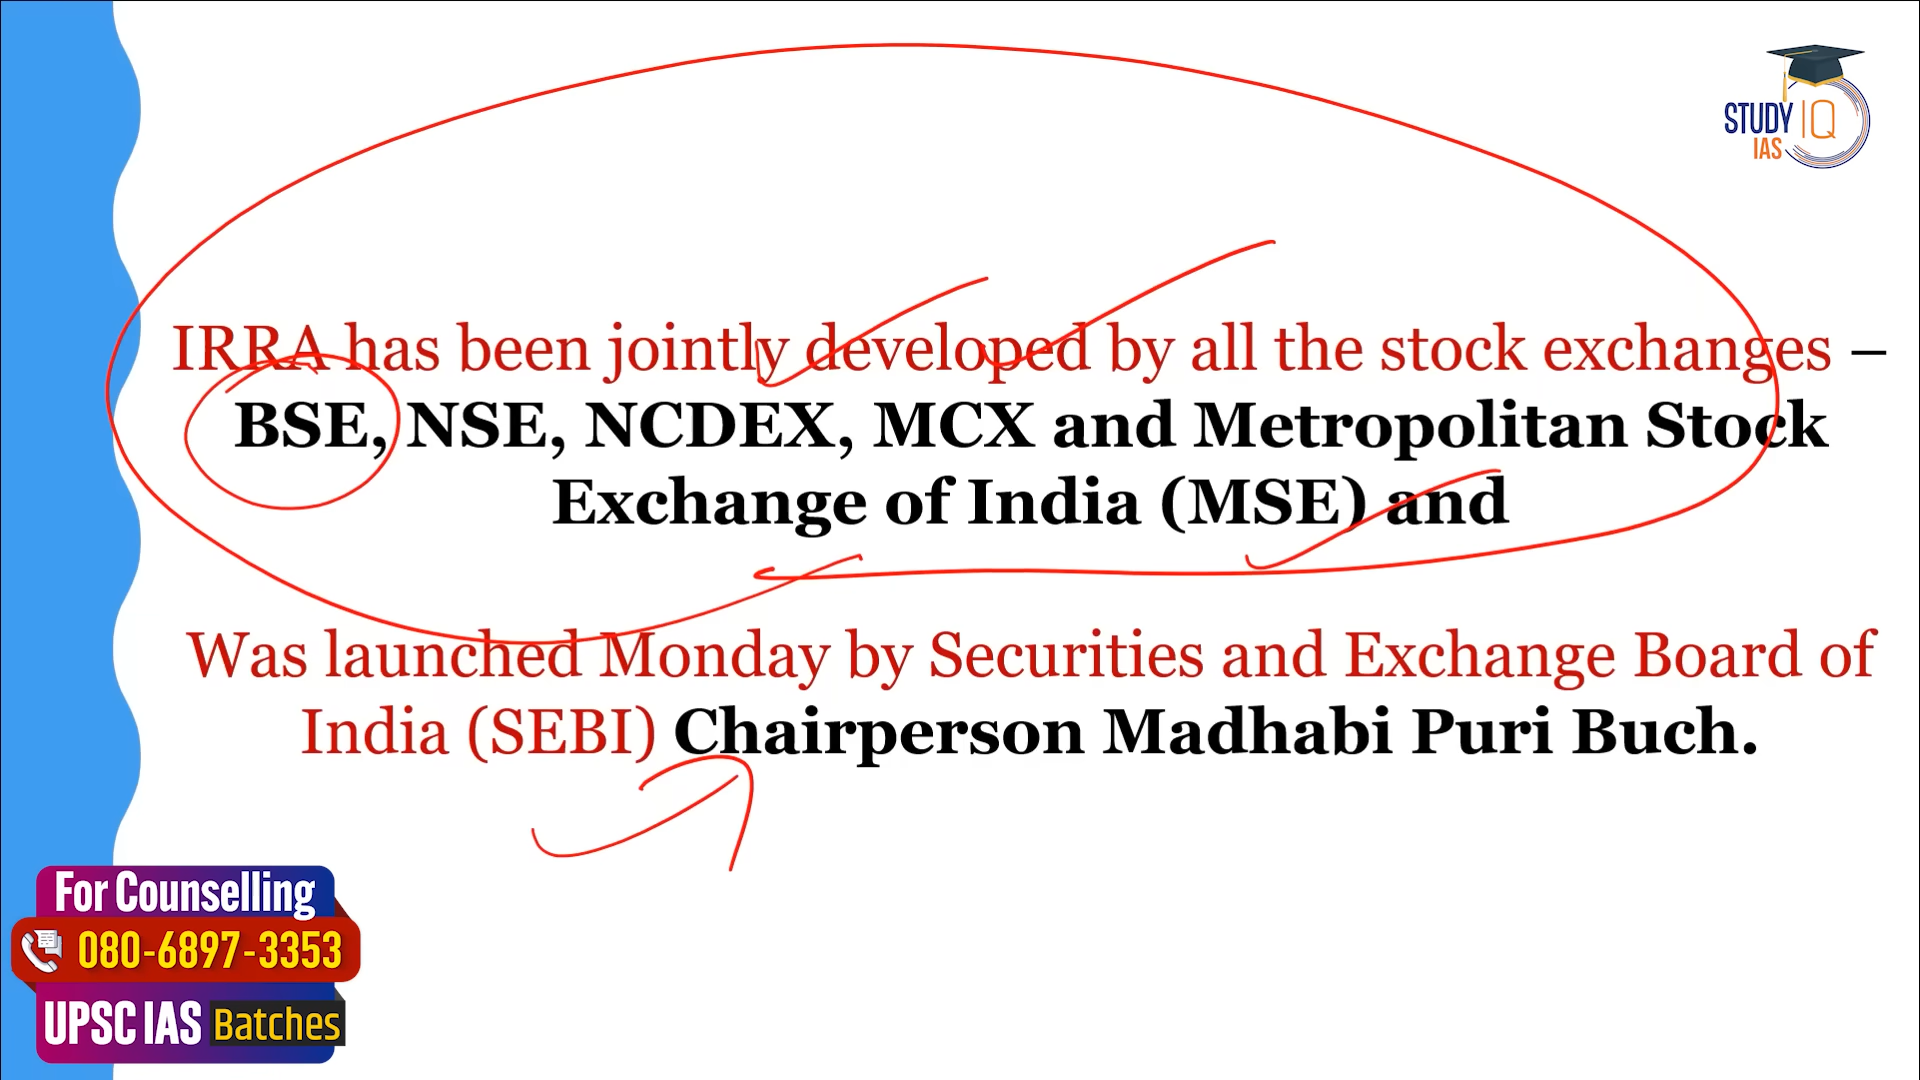 STUDY IQ
IAS
IRRA has been jointly developed by all the stock exchanges –
BSE, NSE, NCDEX, MCX and Metropolitan Stock
Exchange of India (MSE) and
Was launched Monday by Securities and Exchange Board of
India (SEBI) Chairperson Madhabi Puri Buch.
For Counselling
080-6897-3353
UPSC IAS Batches